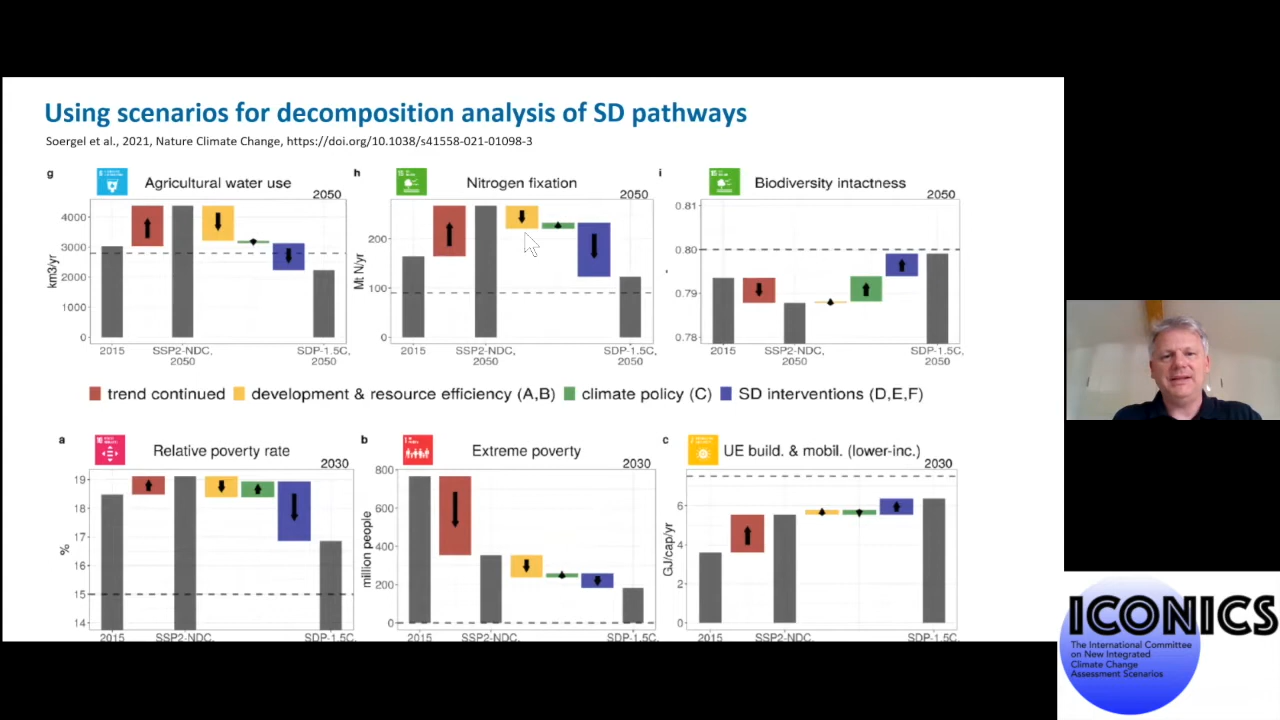 Using scenarios for decomposition analysis of SD pathways
Soergel et al., 2021, Nature Climate Change, https://doi.org/10.1038/s41558-021-01098-3
g
Agricultural water use
2050
km3/yr
4000
3000
2000
1000
0
2015
SSP2-NDC, 2050
SDP-1.5C, 2050
h
Nitrogen fixation
2050
Mt N/yr
200
100
0
2015
SSP2-NDC, 2050
SDP-1.5C, 2050
i
Biodiversity intactness
2050
0.81
0.80
0.79
0.78
2015
SSP2-NDC, 2050
SDP-1.5C, 2050
trend continued
development & resource efficiency (A,B)
climate policy (C)
SD interventions (D,E,F)
a
Relative poverty rate
2030
%
19
18
17
16
15
14
2015
SSP2-NDC,
SDP-1.5C,
b
Extreme poverty
2030
million people
800
600
400
200
0
2015
SSP2-NDC,
SDP-1.5C,
c
UE build. & mobil. (lower-inc.)
2030
GJ/cap/yr
6
4
2
0
2015
SSP2-NDC,
SDP-1.5C,
ICONICS
The International Committee
on New Integrated
Climate Change
Assessment Scenarios